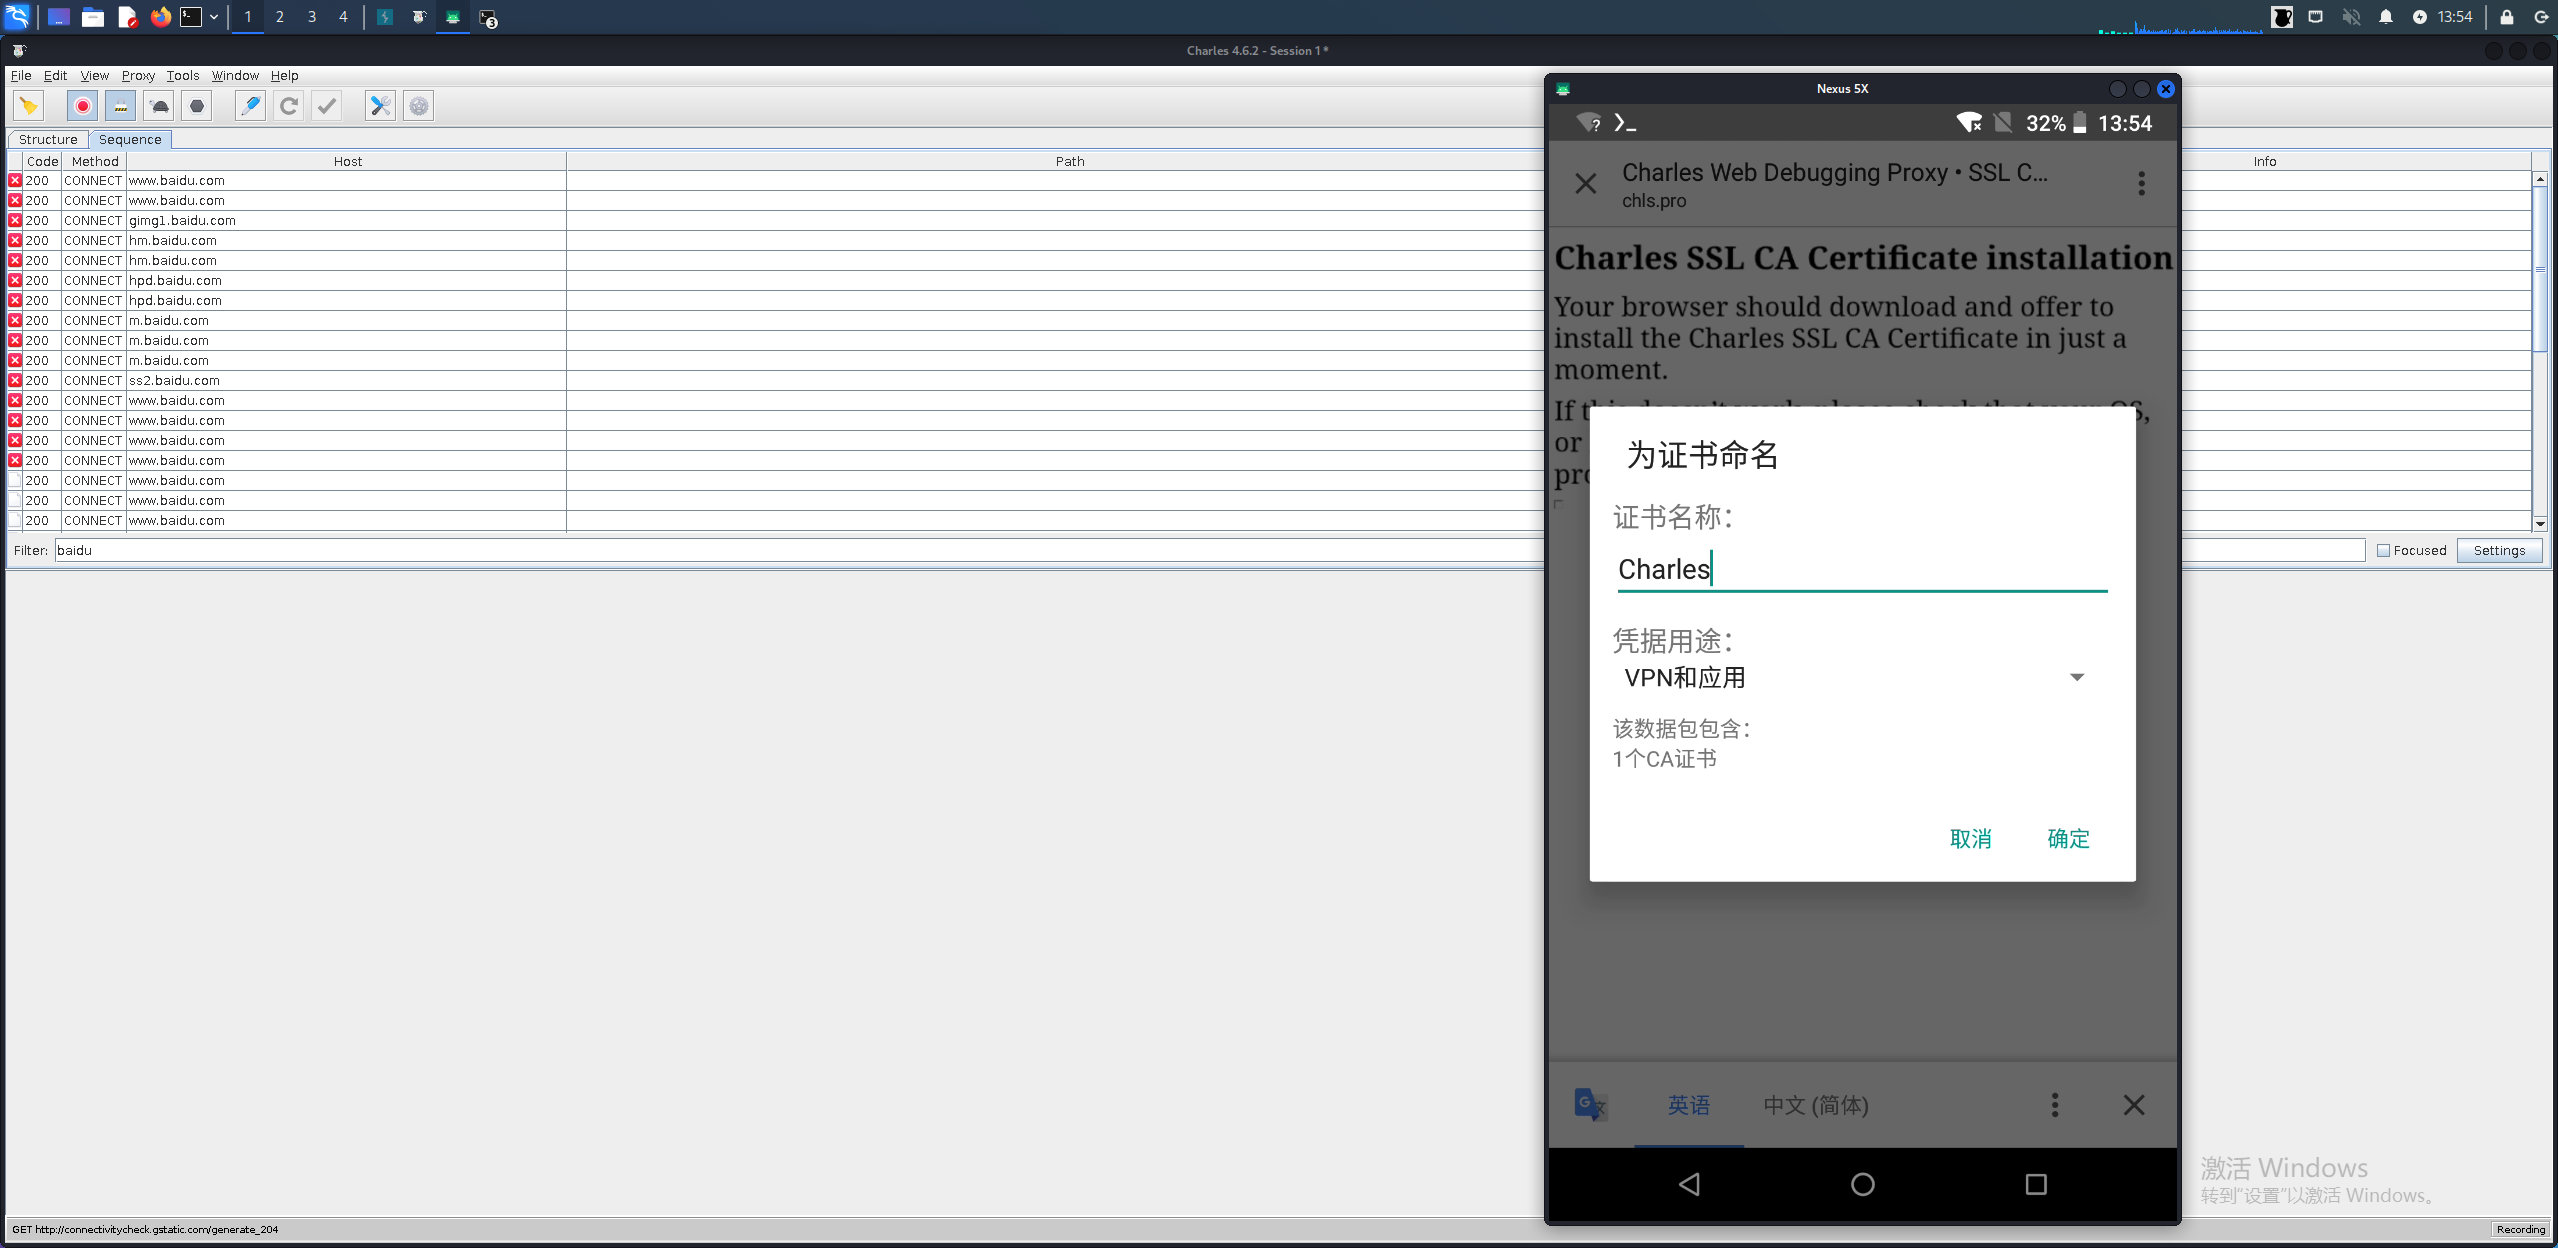 1 2 3 4
3
13:54
Charles 4.6.2 - Session 1 *
File Edit View Proxy Tools Window Help
Structure Sequence
Code Method Host Path Info
200 CONNECT www.baidu.com
200 CONNECT www.baidu.com
200 CONNECT gimg1.baidu.com
200 CONNECT hm.baidu.com
200 CONNECT hm.baidu.com
200 CONNECT hpd.baidu.com
200 CONNECT hpd.baidu.com
200 CONNECT m.baidu.com
200 CONNECT m.baidu.com
200 CONNECT m.baidu.com
200 CONNECT ss2.baidu.com
200 CONNECT www.baidu.com
200 CONNECT www.baidu.com
200 CONNECT www.baidu.com
200 CONNECT www.baidu.com
200 CONNECT www.baidu.com
200 CONNECT www.baidu.com
200 CONNECT www.baidu.com
Filter: baidu
Focused Settings
Nexus 5X
32% 13:54
Charles Web Debugging Proxy • SSL C...
chls.pro
Charles SSL CA Certificate installation
Your browser should download and offer to
install the Charles SSL CA Certificate in just a
moment.
If
or
为证书命名
证书名称：
Charles
凭据用途：
VPN和应用
该数据包包含：
1个CA证书
取消 确定
英语 中文 (简体)
激活 Windows
转到"设置"以激活 Windows。
GET http://connectivitycheck.gstatic.com/generate_204
Recording